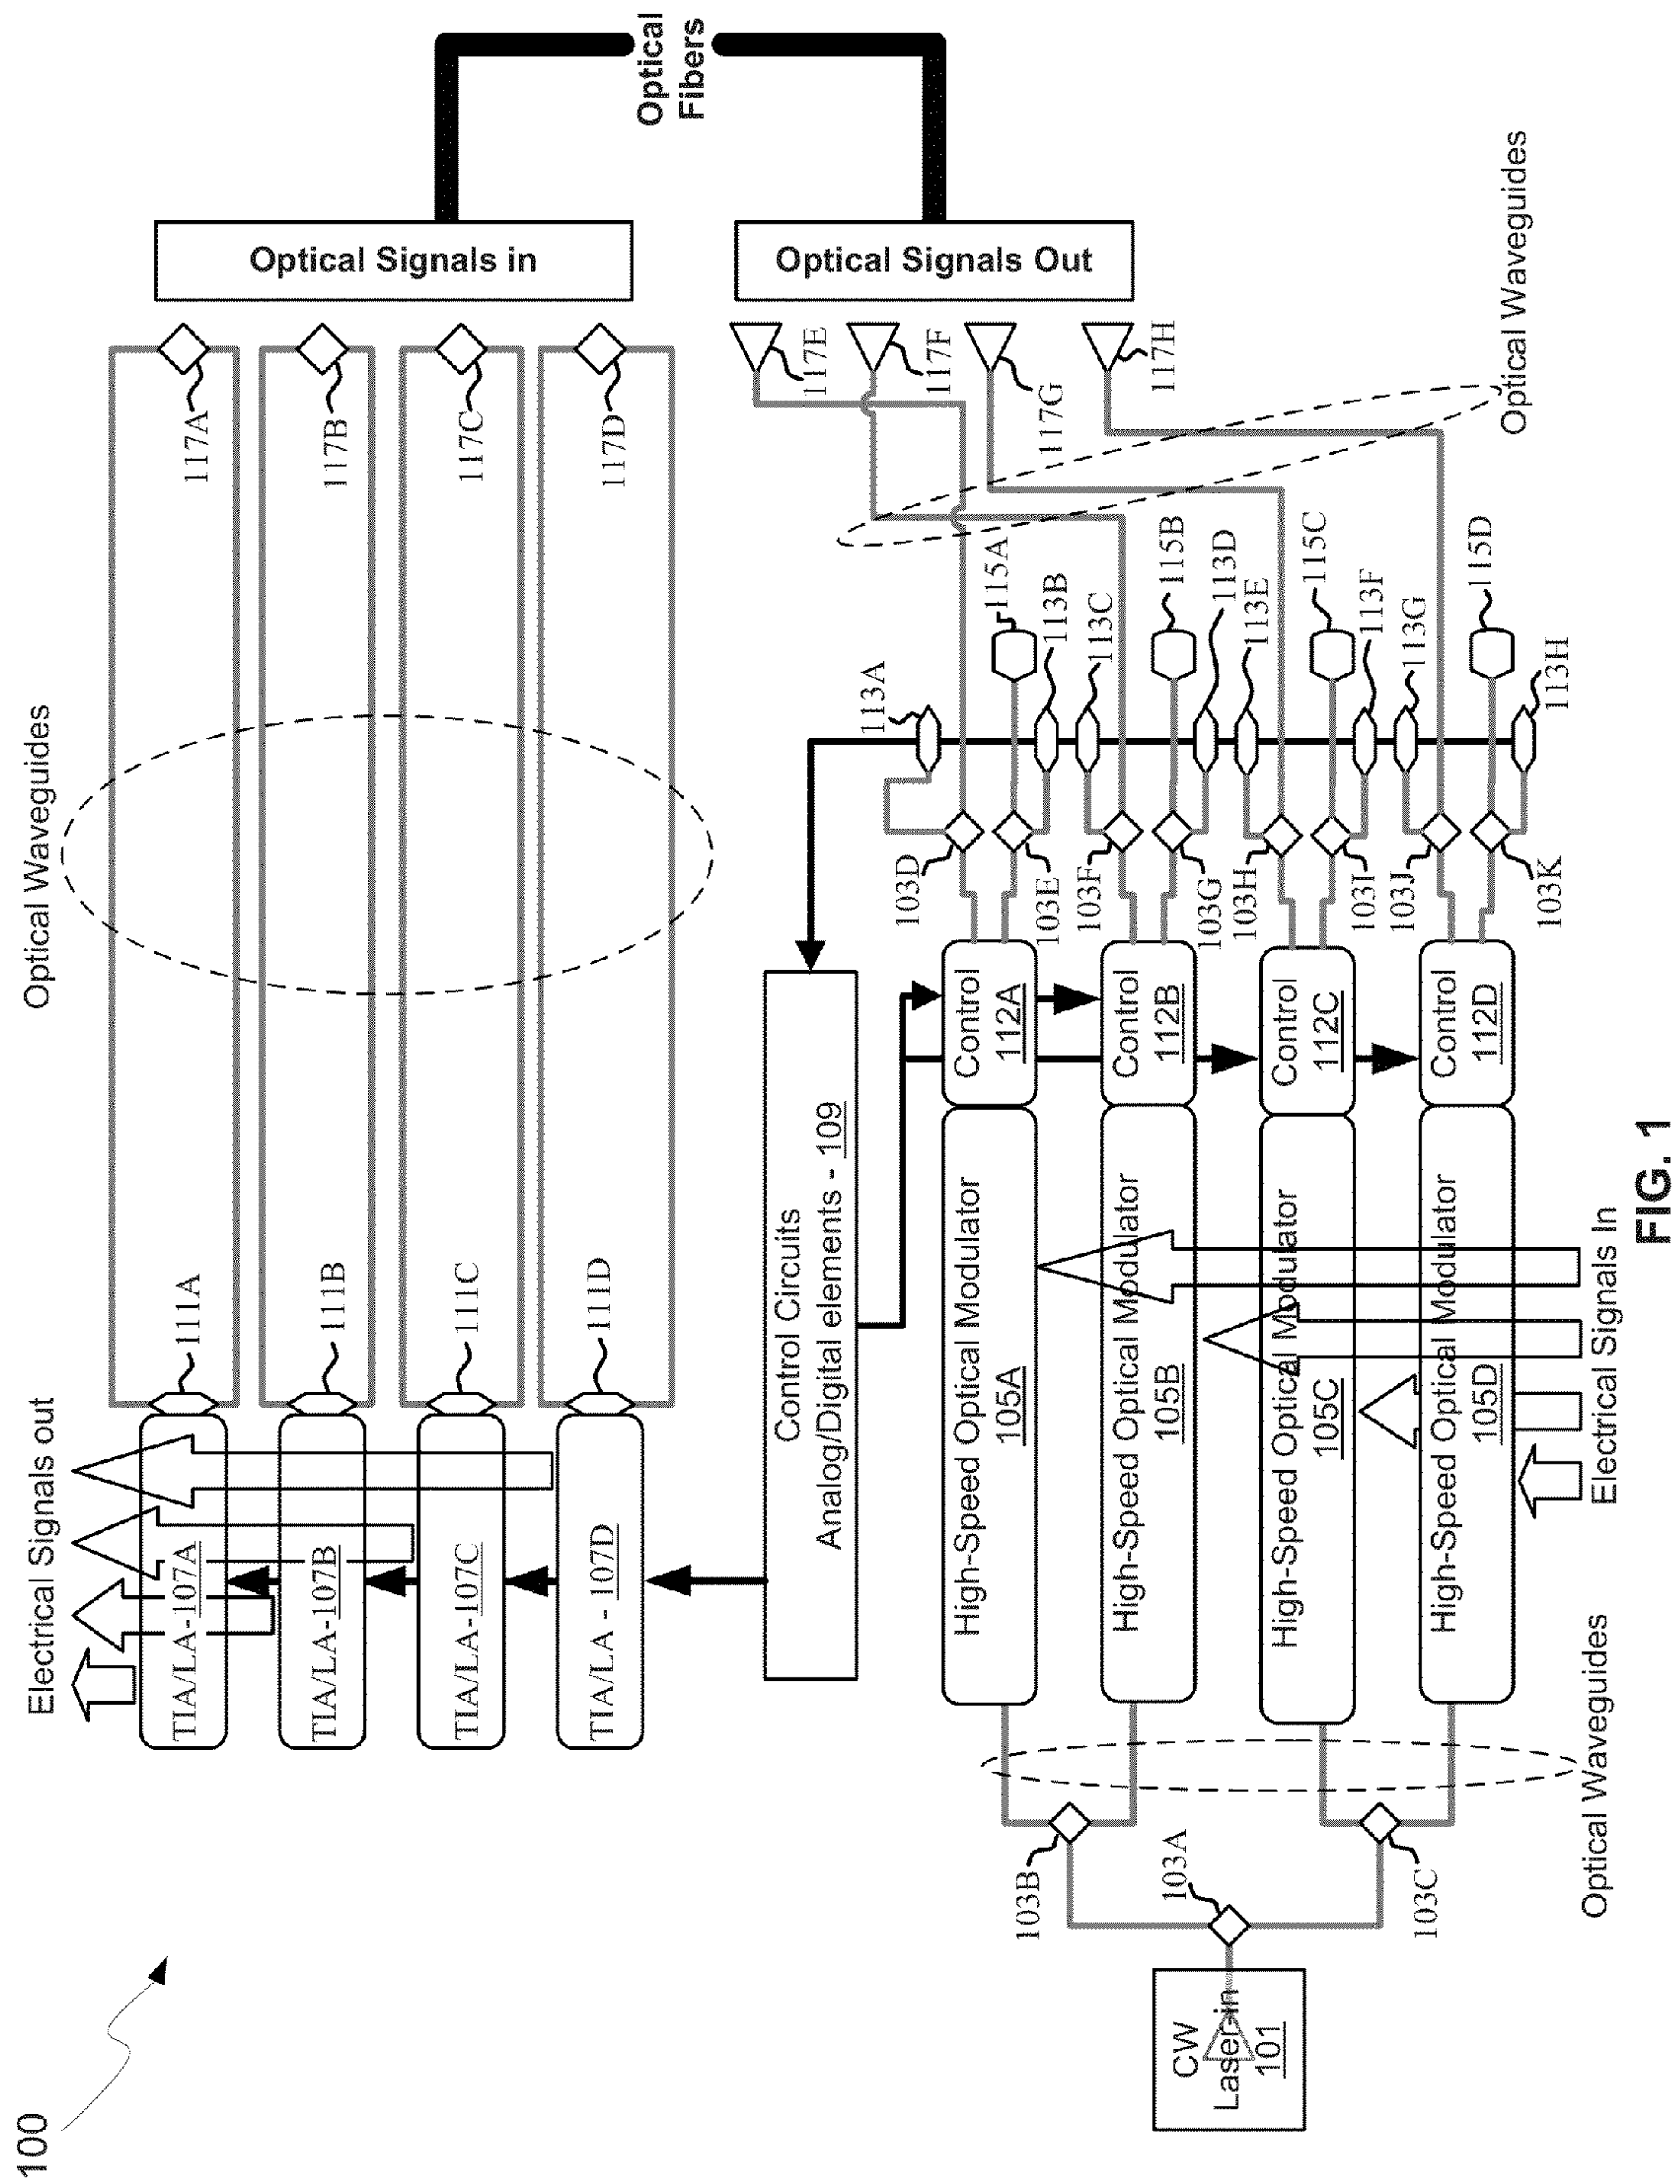 100
Optical Waveguides
Electrical Signals out
117A
117B
117C
117D
Optical Signals in
Optical
Fibers
Optical Signals Out
111A
111B
111C
111D
TIA/LA-107A
TIA/LA-107B
TIA/LA-107C
TIA/LA - 107D
Control Circuits
Analog/Digital elements - 109
117E
117F
117G
117H
Optical Waveguides
113A
115A
113B
113C
115B
113D
113E
115C
113F
113G
115D
113H
103D
103E
103F
103G
103H
103I
103J
103K
Control
112A
Control
112B
Control
112C
Control
112D
High-Speed Optical Modulator
105A
High-Speed Optical Modulator
105B
High-Speed Optical Modulator
105C
High-Speed Optical Modulator
105D
Electrical Signals In
Optical Waveguides
103B
103A
103C
CW
Laser in
101
FIG. 1